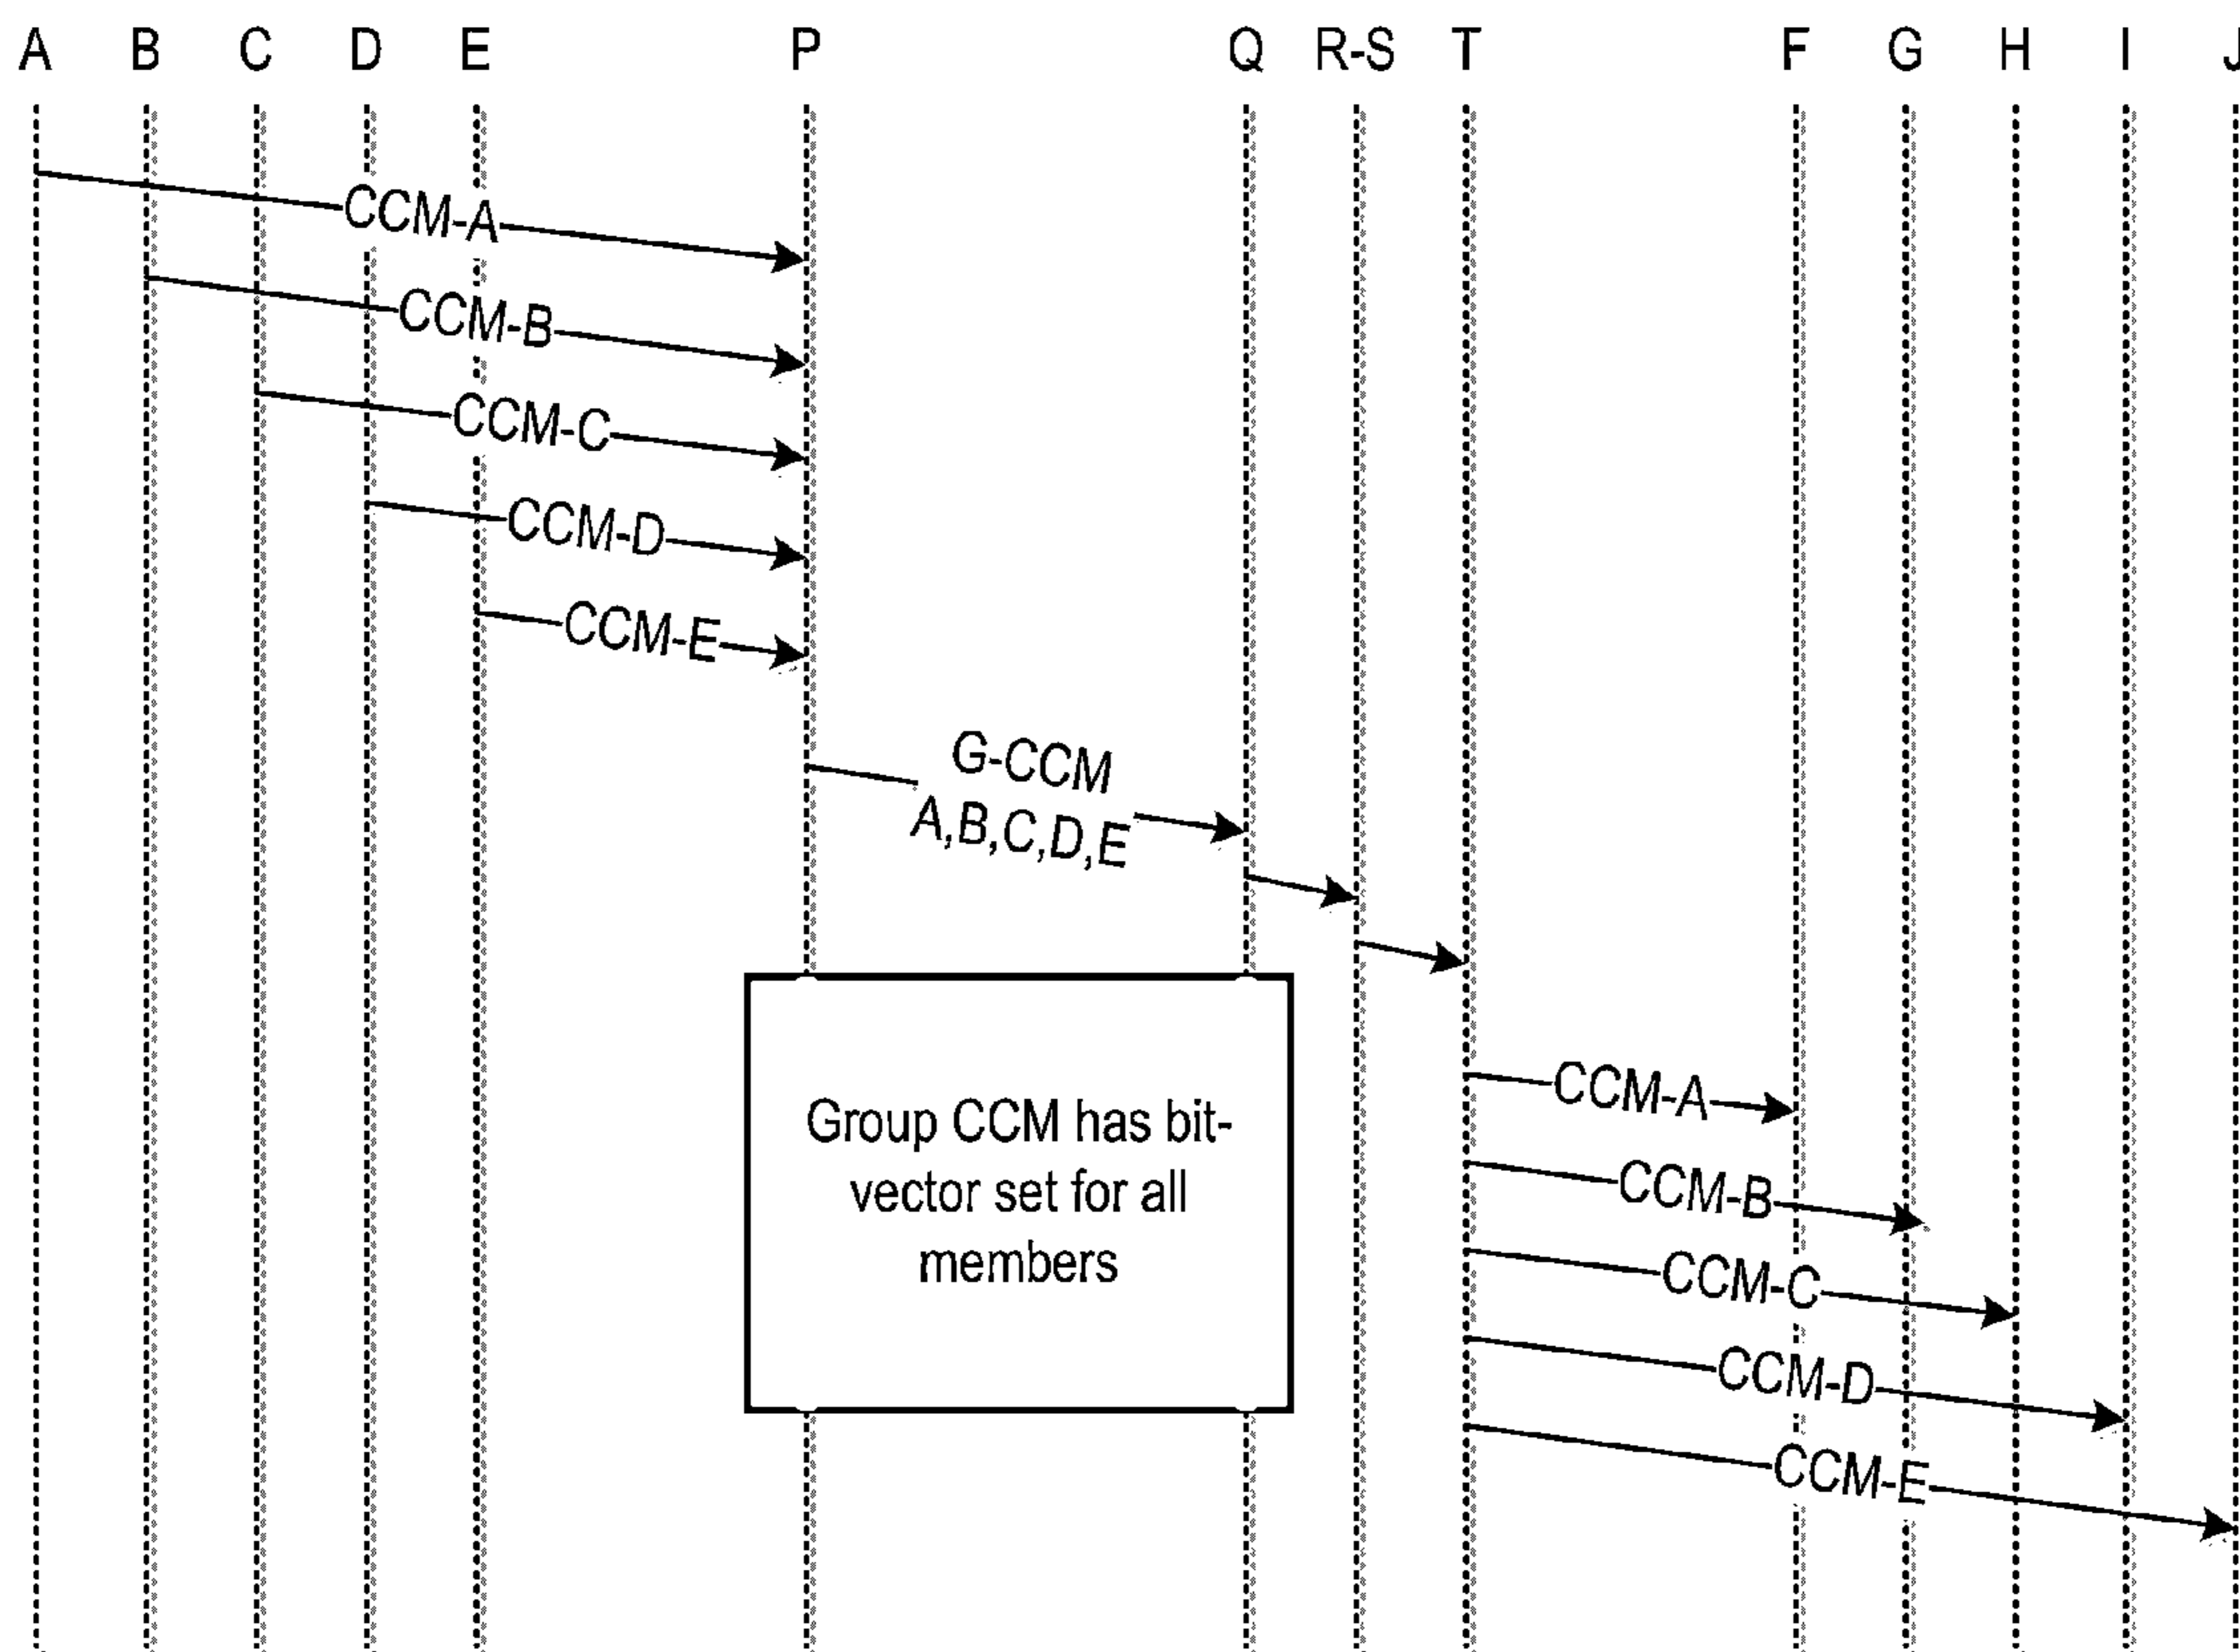 A B C D E P Q R-S T F G H I J
CCM-A
CCM-B
CCM-C
CCM-D
CCM-E
G-CCM
A,B,C,D,E
Group CCM has bit-
vector set for all
members
CCM-A
CCM-B
CCM-C
CCM-D
CCM-E